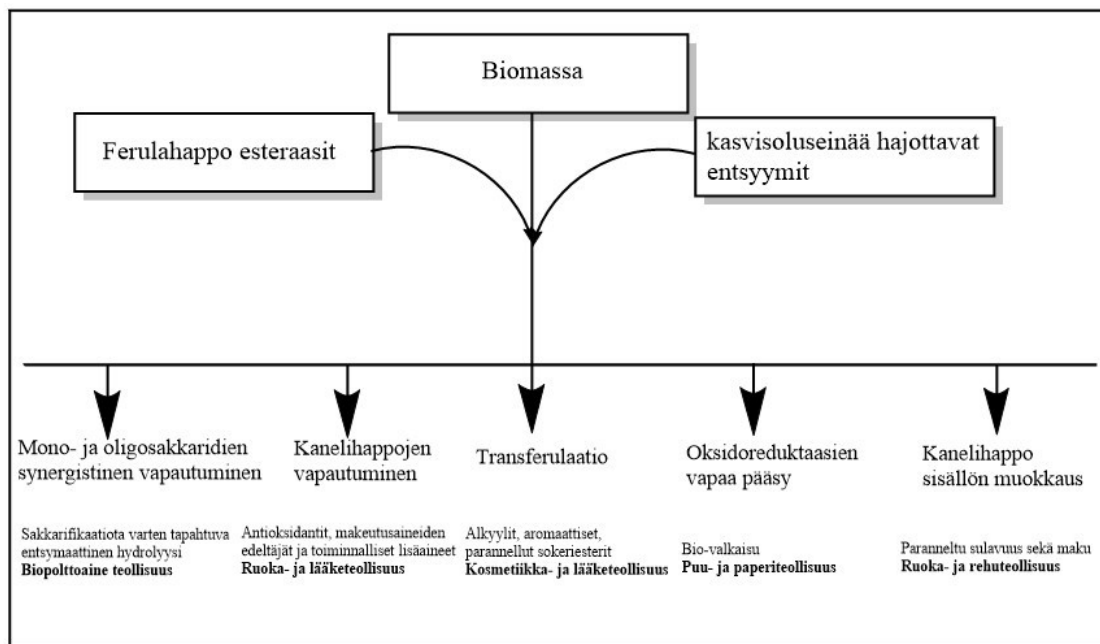 Biomassa
Ferulahappo esteraasit
kasvisoluseinää hajottavat
entsyymit
Mono- ja oligosakkaridien
synergistinen vapautuminen
Kanelihappojen
vapautuminen
Transferulaatio
Oksidoreduktaasien
vapaa pääsy
Kanelihappo
sisällön muokkaus
Sakkarifikaatiota varten tapahtuva
entsymaattinen hydrolyysi
Biopolttoaine teollisuus
Antioksidantit, makeutusaineiden
edeltäjät ja toiminnalliset lisäaineet
Ruoka- ja lääketeollisuus
Alkyylit, aromaattiset,
parannellut sokeriesterit
Kosmetiikka- ja lääketeollisuus
Bio-valkaisu
Puu- ja paperiteollisuus
Paranneltu sulavuus sekä maku
Ruoka- ja rehuteollisuus